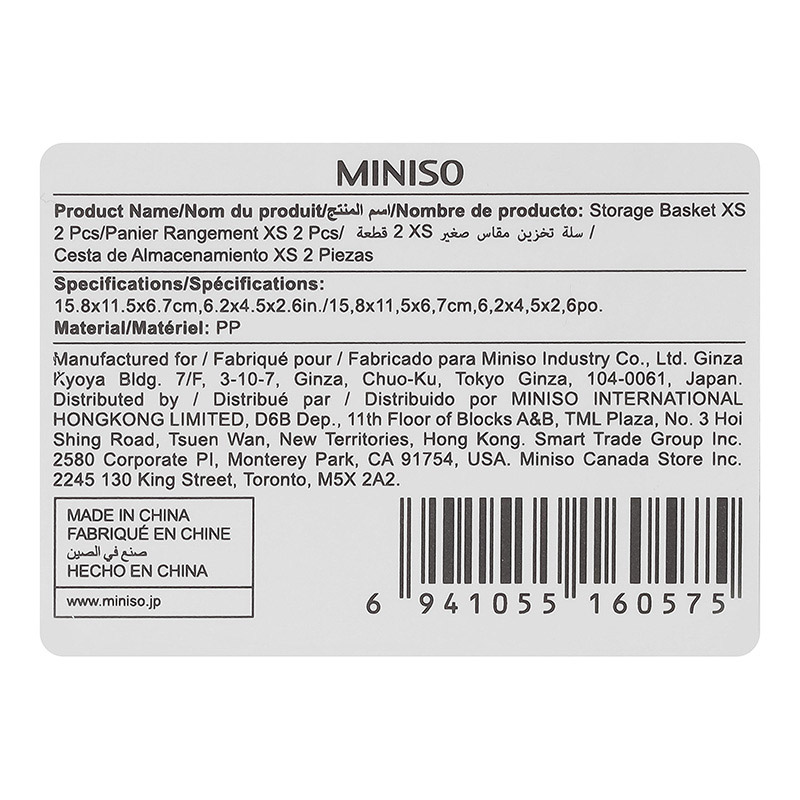 MINISO
Product Name/Nom du produit/اسم المنتج/Nombre de producto: Storage Basket XS
2 Pcs/Panier Rangement XS 2 Pcs/ سلة تخزين مقاس صغير XS 2 قطعة /
Cesta de Almacenamiento XS 2 Piezas
Specifications/Spécifications:
15.8x11.5x6.7cm,6.2x4.5x2.6in./15,8x11,5x6,7cm,6,2x4,5x2,6po.
Material/Matériel: PP
Manufactured for / Fabriqué pour / Fabricado para Miniso Industry Co., Ltd. Ginza
Kyoya Bldg. 7/F, 3-10-7, Ginza, Chuo-Ku, Tokyo Ginza, 104-0061, Japan.
Distributed by / Distribué par / Distribuido por MINISO INTERNATIONAL
HONGKONG LIMITED, D6B Dep., 11th Floor of Blocks A&B, TML Plaza, No. 3 Hoi
Shing Road, Tsuen Wan, New Territories, Hong Kong. Smart Trade Group Inc.
2580 Corporate Pl, Monterey Park, CA 91754, USA. Miniso Canada Store Inc.
2245 130 King Street, Toronto, M5X 2A2.
MADE IN CHINA
FABRIQUÉ EN CHINE
صنع في الصين
HECHO EN CHINA
www.miniso.jp
6 941055 160575